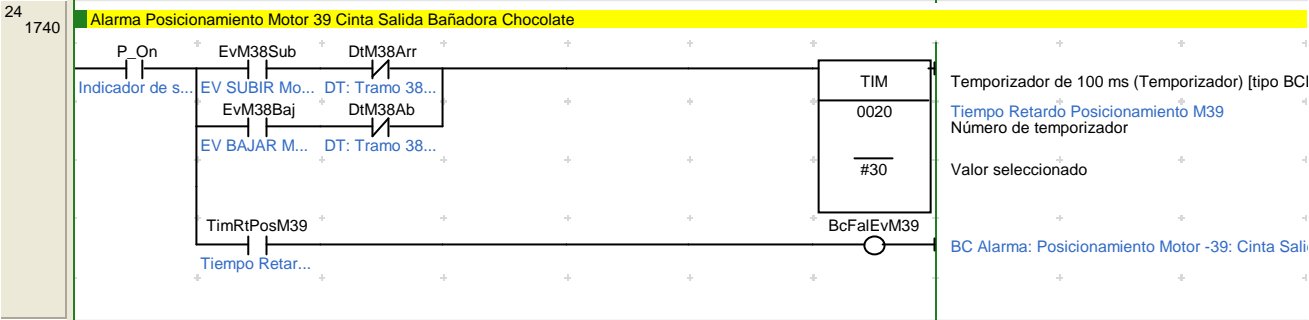 24
1740
Alarma Posicionamiento Motor 39 Cinta Salida Bañadora Chocolate
P_On EvM38Sub DtM38Arr
Indicador de s... EV SUBIR Mo... DT: Tramo 38...
TIM Temporizador de 100 ms (Temporizador) [tipo BC
EvM38Baj DtM38Ab
EV BAJAR M... DT: Tramo 38...
0020 Tiempo Retardo Posicionamiento M39
Número de temporizador
#30 Valor seleccionado
TimRtPosM39 BcFalEvM39
Tiempo Retar... BC Alarma: Posicionamiento Motor -39: Cinta Sali